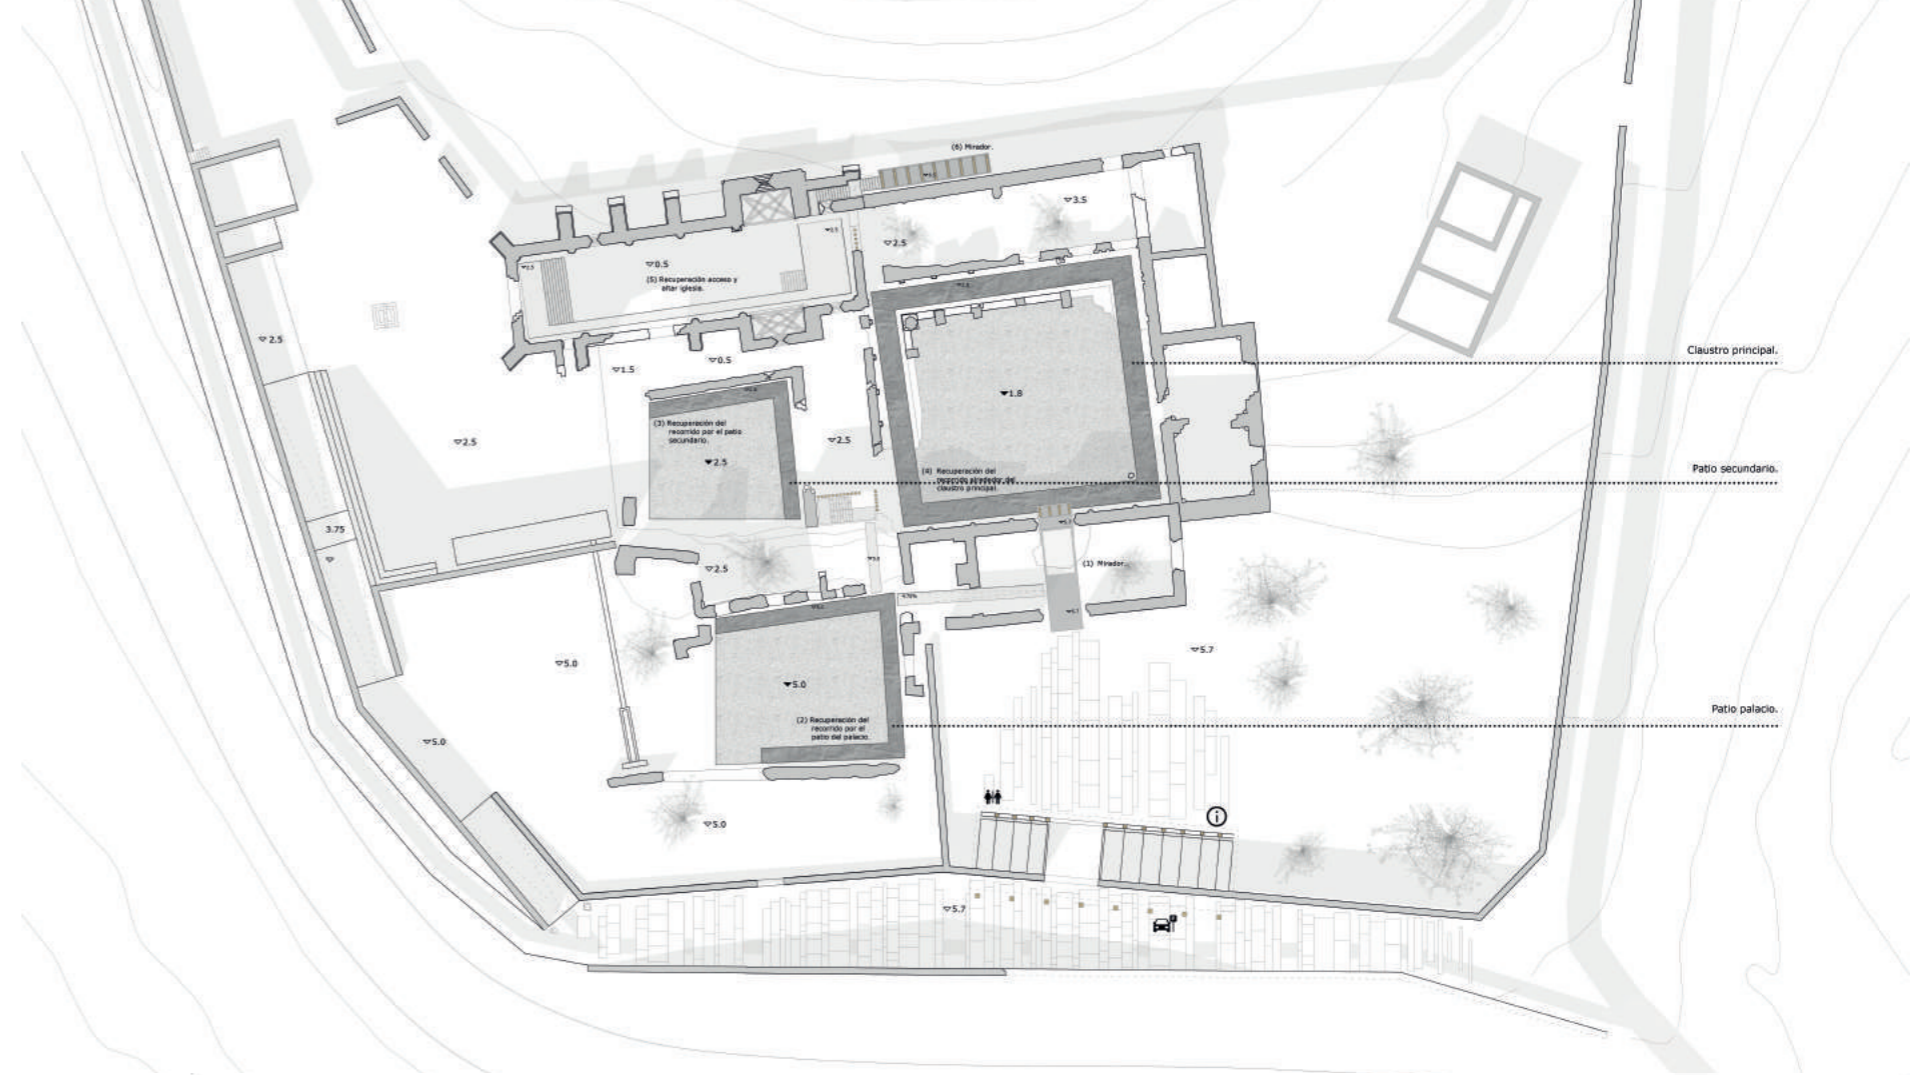 (6) Mirador.
3.5
2.5
0.5
(5) Recuperación acceso y
altar iglesia.
2.5
Claustro principal.
0.5
1.5
1.8
(3) Recuperación del
recorrido por el patio
secundario.
2.5
2.5
2.5
Patio secundario.
(4) Recuperación del
recorrido alrededor del
claustro principal.
3.75
(1) Mirador.
2.5
5.7
5.0
5.0
Patio palacio.
(2) Recuperación del
recorrido por el
patio del palacio.
5.0
5.0
i
5.7